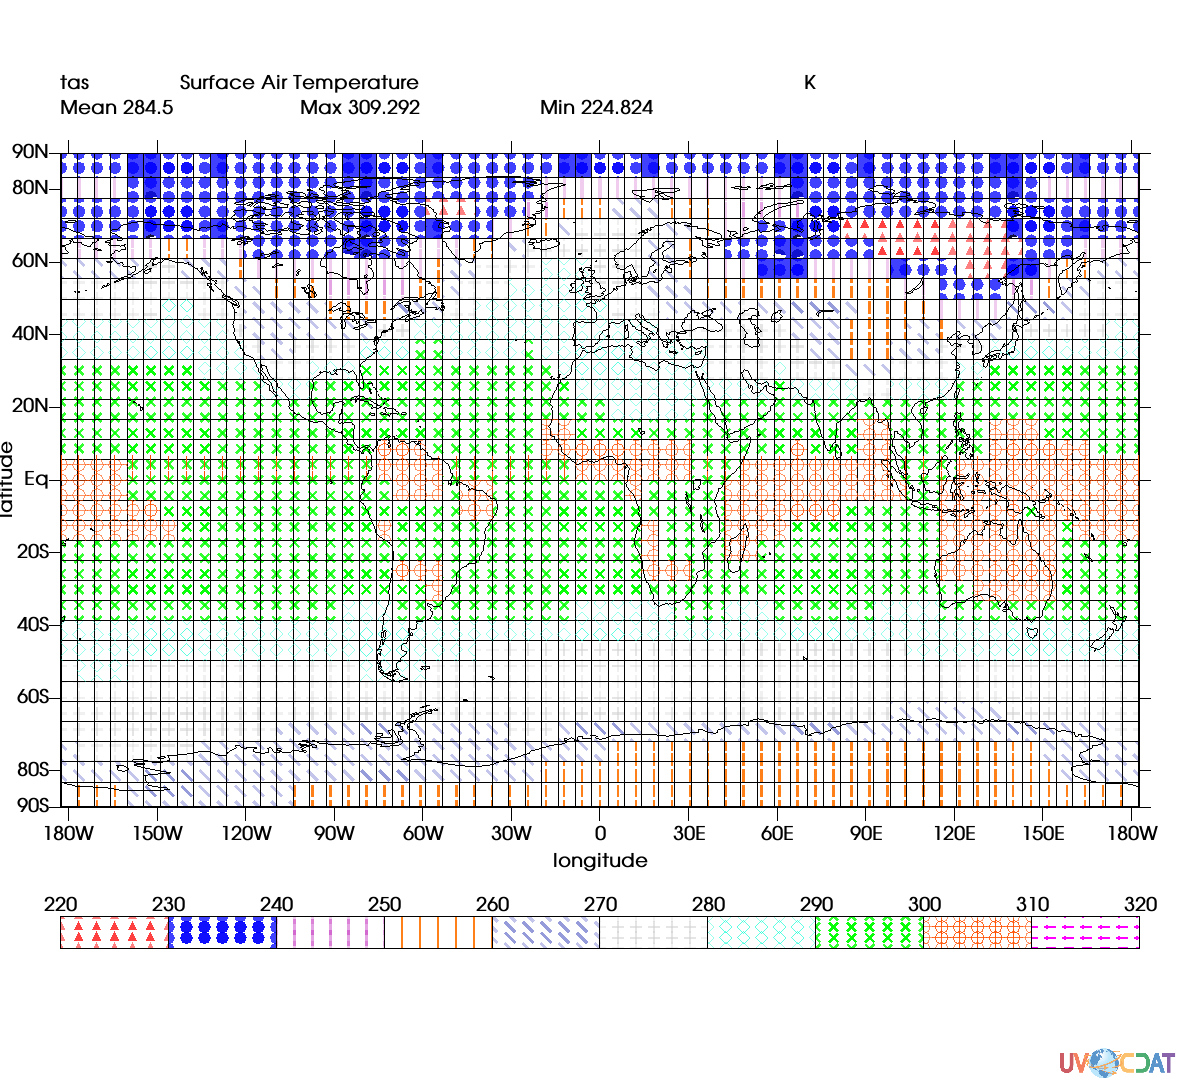 tas Surface Air Temperature K
Mean 284.5 Max 309.292 Min 224.824
90N
80N
60N
40N
20N
Eq
20S
40S
60S
80S
90S
latitude
180W 150W 120W 90W 60W 30W 0 30E 60E 90E 120E 150E 180W
longitude
220 230 240 250 260 270 280 290 300 310 320
UV CDAT